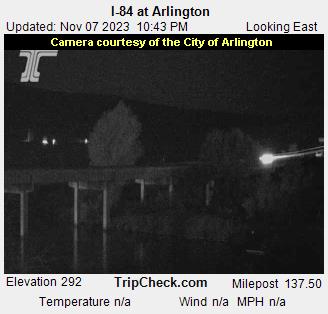 I-84 at Arlington
Updated: Nov 07 2023 10:43 PM Looking East
Camera courtesy of the City of Arlington
Elevation 292 TripCheck.com Milepost 137.50
Temperature n/a Wind n/a MPH n/a